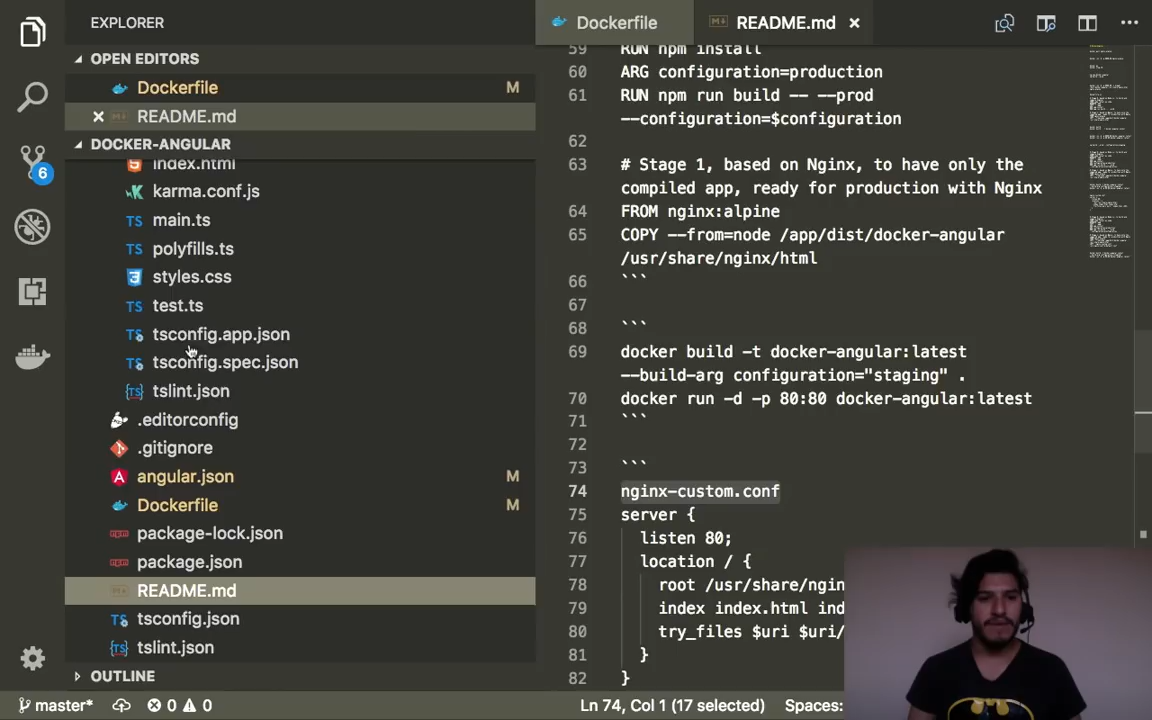 EXPLORER
OPEN EDITORS
Dockerfile M
README.md
DOCKER-ANGULAR
index.html
karma.conf.js
main.ts
polyfills.ts
styles.css
test.ts
tsconfig.app.json
tsconfig.spec.json
tslint.json
.editorconfig
.gitignore
angular.json M
Dockerfile M
package-lock.json
package.json
README.md
tsconfig.json
tslint.json
OUTLINE
6
Dockerfile
README.md
59 RUN npm install
60 ARG configuration=production
61 RUN npm run build -- --prod
--configuration=$configuration
62
63 # Stage 1, based on Nginx, to have only the
compiled app, ready for production with Nginx
64 FROM nginx:alpine
65 COPY --from=node /app/dist/docker-angular
/usr/share/nginx/html
66 ```
67
68 ```
69 docker build -t docker-angular:latest
--build-arg configuration="staging" .
70 docker run -d -p 80:80 docker-angular:latest
71 ```
72
73 ```
74 nginx-custom.conf
75 server {
76 listen 80;
77 location / {
78 root /usr/share/ngin
79 index index.html ind
80 try_files $uri $uri/
81 }
82 }
master* 0 0 Ln 74, Col 1 (17 selected) Spaces: